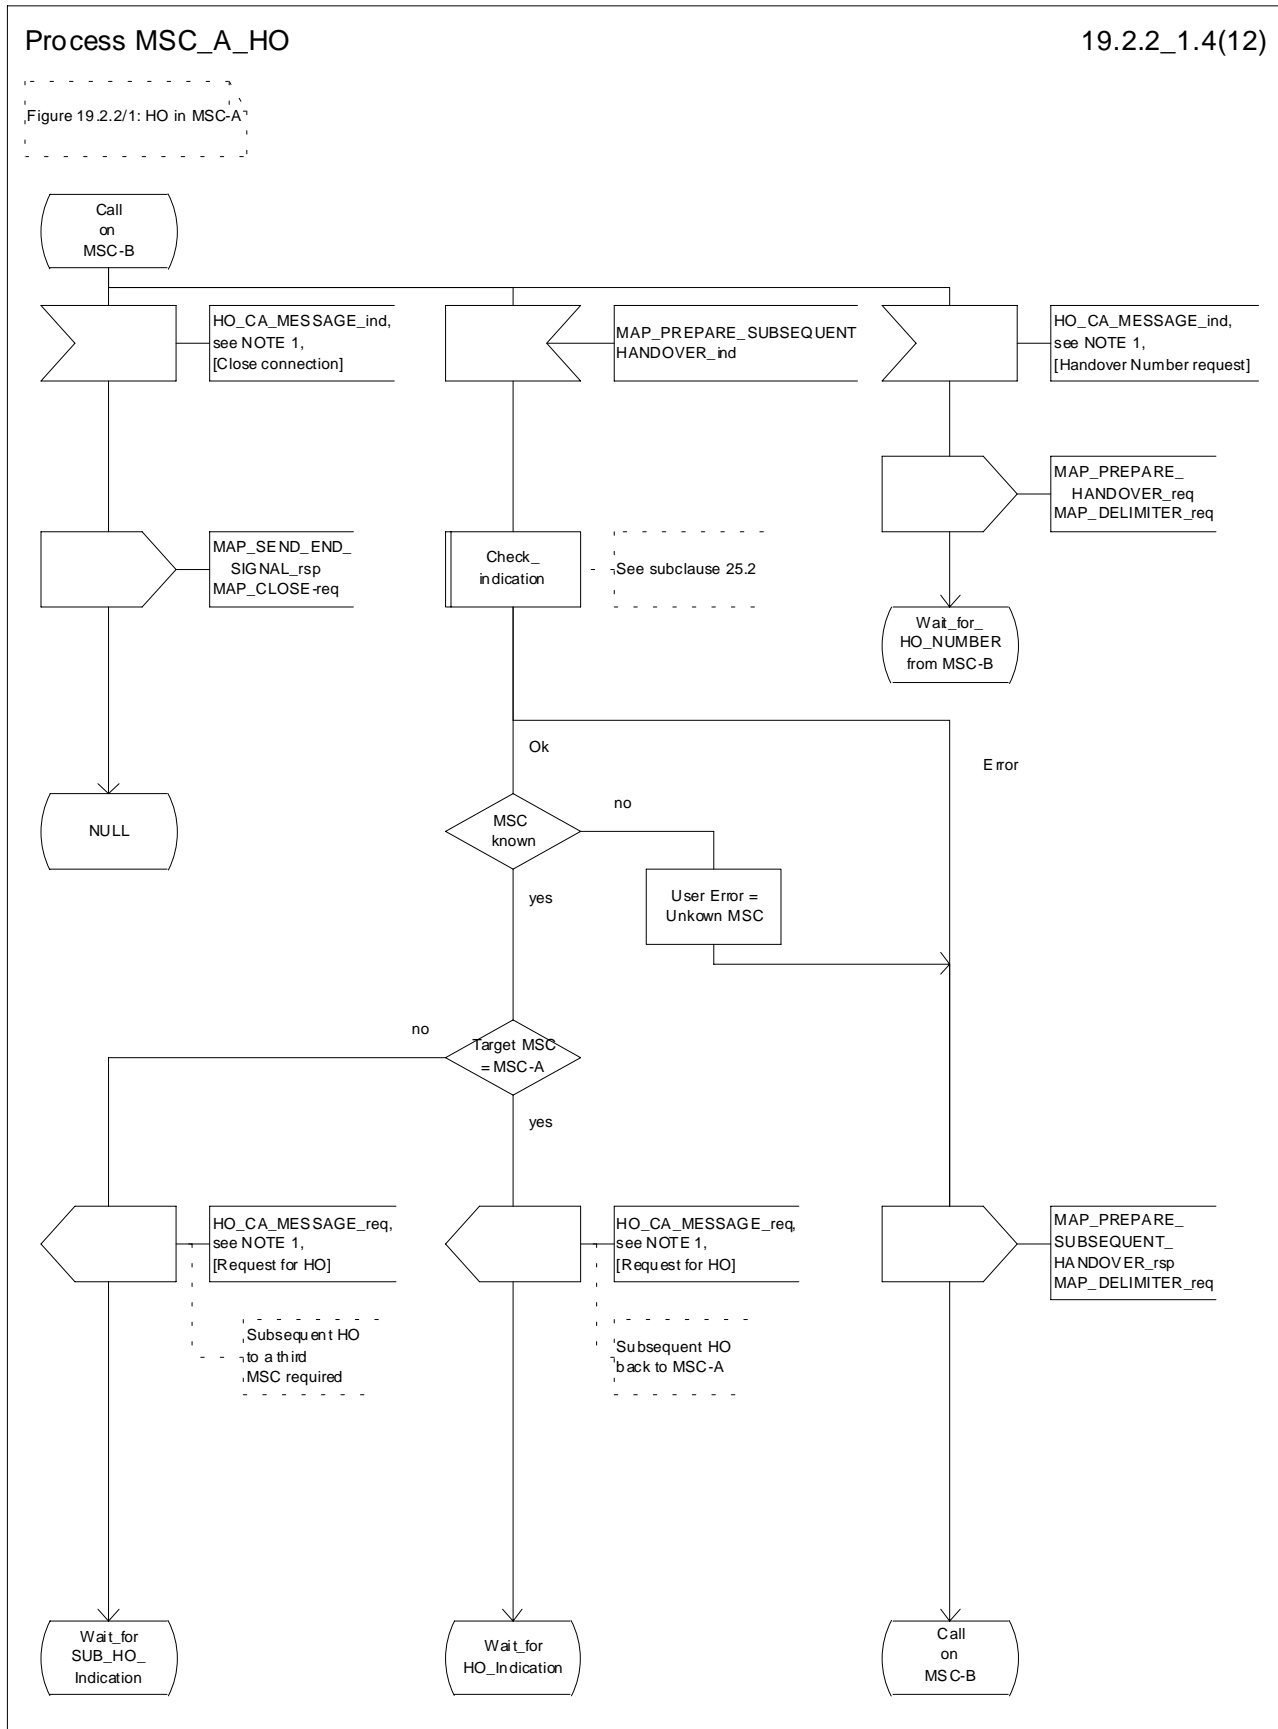 Process MSC_A_HO
19.2.2_1.4(12)
Figure 19.2.2/1: HO in MSC-A
Call
on
MSC-B
HO_CA_MESSAGE_ind,
see NOTE 1,
[Close connection]
MAP_PREPARE_SUBSEQUENT
HANDOVER_ind
HO_CA_MESSAGE_ind,
see NOTE 1,
[Handover Number request]
MAP_PREPARE_
HANDOVER_req
MAP_DELIMITER_req
MAP_SEND_END_
SIGNAL_rsp
MAP_CLOSE-req
Check_
indication
See subclause 25.2
Wait_for_
HO_NUMBER
from MSC-B
Ok
Error
NULL
MSC
known
no
yes
User Error =
Unkown MSC
no
Target MSC
= MSC-A
yes
HO_CA_MESSAGE_req,
see NOTE 1,
[Request for HO]
HO_CA_MESSAGE_req,
see NOTE 1,
[Request for HO]
MAP_PREPARE_
SUBSEQUENT_
HANDOVER_rsp
MAP_DELIMITER_req
Subsequent HO
to a third
MSC required
Subsequent HO
back to MSC-A
Wait_for
SUB_HO_
Indication
Wait_for
HO_Indication
Call
on
MSC-B